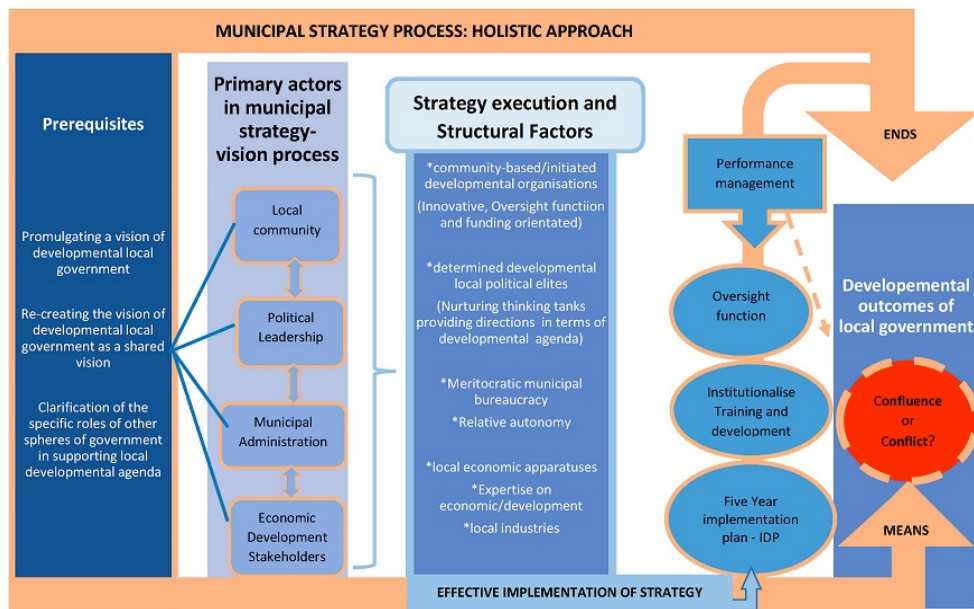 MUNICIPAL STRATEGY PROCESS: HOLISTIC APPROACH
Prerequisites
Promulgating a vision of
developmental local
government
Re-creating the vision of
developmental local
government as a shared
vision
Clarification of the
specific roles of other
spheres of government
in supporting local
developmental agenda
Primary actors
in municipal
strategy-
vision process
Local
community
Political
Leadership
Municipal
Administration
Economic
Development
Stakeholders
Strategy execution and
Structural Factors
*community-based/initiated
developmental organisations
(Innovative, Oversight functiion
and funding orientated)
*determined developmental
local political elites
(Nurturing thinking tanks
providing directions in terms of
developmental agenda)
*Meritocratic municipal
bureaucracy
*Relative autonomy
*local economic apparatuses
*Expertise on
economic/development
*local industries
Performance
management
Oversight
function
Institutionalise
Training and
development
Five Year
implementation
plan - IDP
ENDS
Developemental
outcomes of
local government
Confluence
or
Conflict?
MEANS
EFFECTIVE IMPLEMENTATION OF STRATEGY